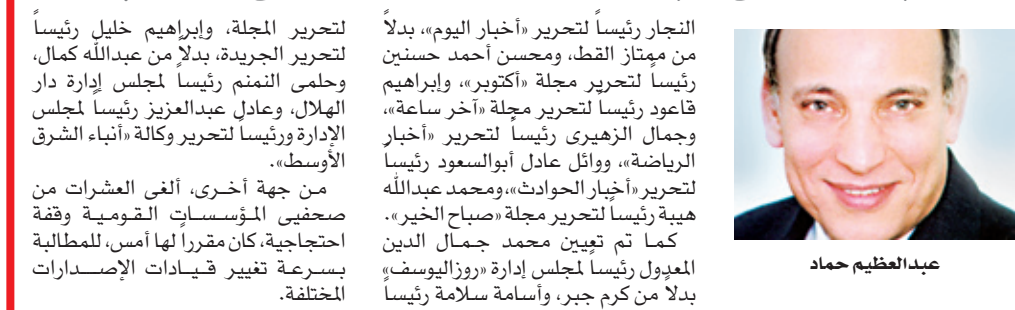 عبدالعظيم حماد
النجار رئيساً لتحرير «أخبار اليوم»، بدلاً
من ممتاز القط، ومحسن أحمد حسنين
رئيساً لتحرير مجلة «أكتوبر»، وإبراهيم
قاعود رئيساً لتحرير مجلة «آخر ساعة»،
وجمال الزهيرى رئيساً لتحرير «أخبار
الرياضة»، ووائل عادل أبوالسعود رئيساً
لتحرير «أخبار الحوادث»، ومحمد عبدالله
هيبة رئيساً لتحرير مجلة «صباح الخير».
كما تم تعيين محمد جمال الدين
المعدول رئيساً لمجلس إدارة «روزاليوسف»
بدلا من كرم جبر، وأسامة سلامة رئيساً
لتحرير المجلة، وإبراهيم خليل رئيساً
لتحرير الجريدة، بدلاً من عبدالله كمال،
وحلمى النمنم رئيساً لمجلس إدارة دار
الهلال، وعادل عبدالعزيز رئيساً لمجلس
الإدارة ورئيساً لتحرير وكالة «أنباء الشرق
الأوسط».
من جهة أخرى، ألغى العشرات من
صحفيى المؤسسات القومية وقفة
احتجاجية، كان مقرراً لها أمس، للمطالبة
بسرعة تغيير قيادات الإصدارات
المختلفة.